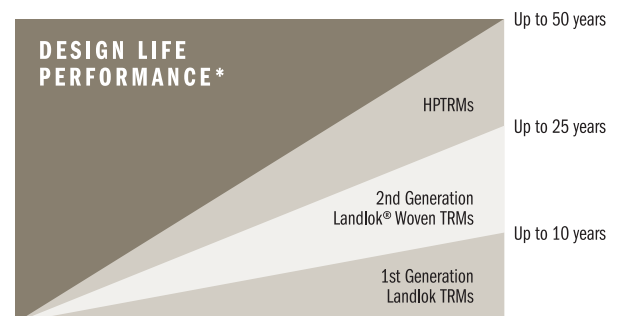 DESIGN LIFE
PERFORMANCE*
Up to 50 years
HPTRMs
Up to 25 years
2nd Generation
Landlok® Woven TRMs
Up to 10 years
1st Generation
Landlok TRMs